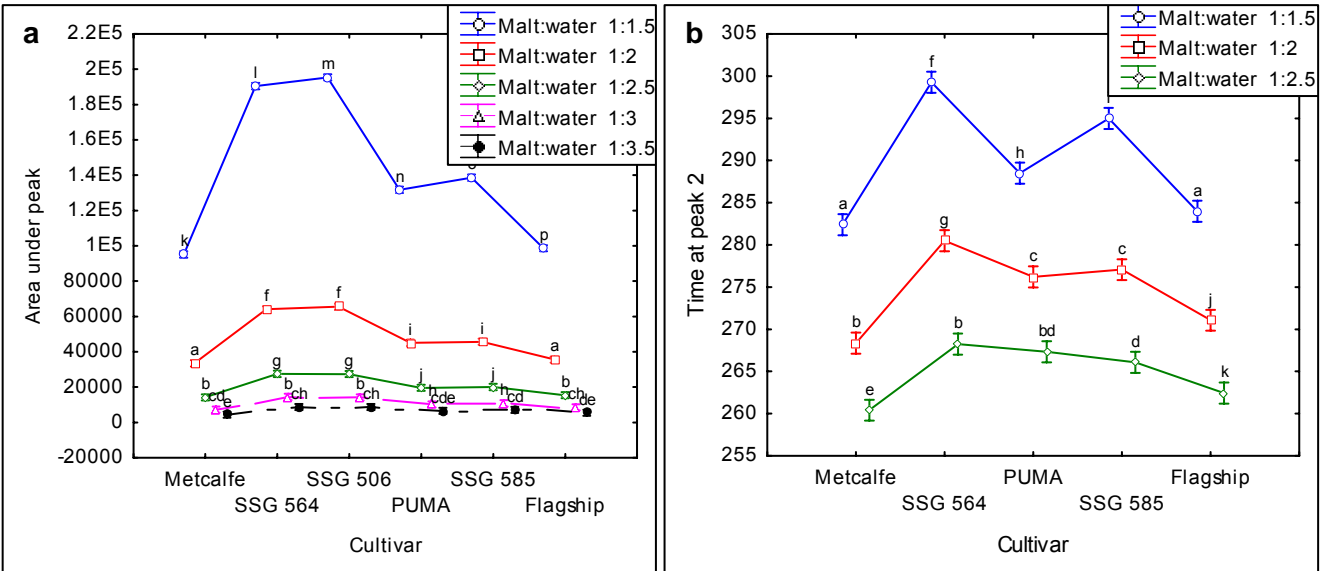 a
Malt:water 1:1.5
Malt:water 1:2
Malt:water 1:2.5
Malt:water 1:3
Malt:water 1:3.5
2.2E5
2E5
1.8E5
1.6E5
1.4E5
1.2E5
1E5
80000
60000
40000
20000
0
-20000
Area under peak
k l m n p
a f f i i a
b g g j j b
cd b b h h ch
e ch ch cde cd de
Metcalfe SSG 506 SSG 585
SSG 564 PUMA Flagship
Cultivar
b
Malt:water 1:1.5
Malt:water 1:2
Malt:water 1:2.5
305
300
295
290
285
280
275
270
265
260
255
Time at peak 2
a f h a
b g c c j
e b bd d k
Metcalfe PUMA Flagship
SSG 564 SSG 585
Cultivar